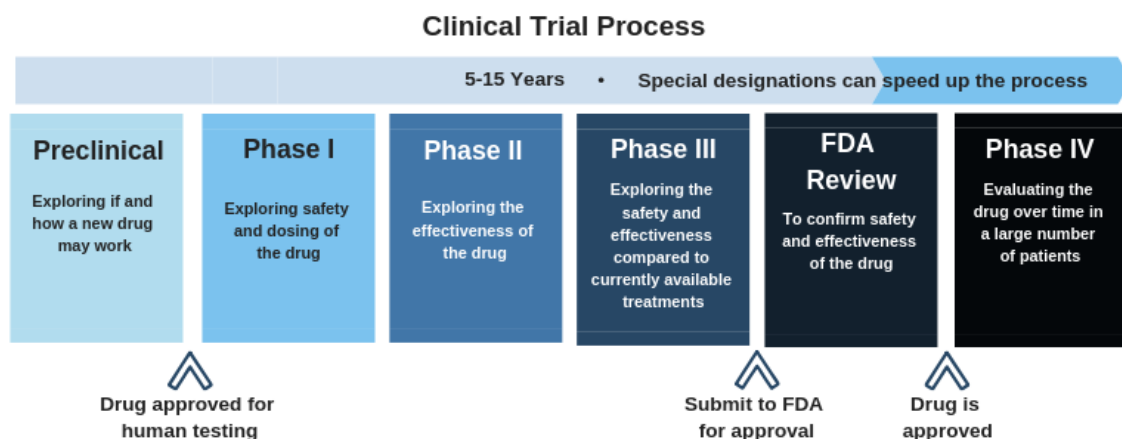 Clinical Trial Process
5-15 Years • Special designations can speed up the process
Preclinical
Exploring if and
how a new drug
may work
Phase I
Exploring safety
and dosing of
the drug
Phase II
Exploring the
effectiveness of
the drug
Phase III
Exploring the
safety and
effectiveness
compared to
currently available
treatments
FDA
Review
To confirm safety
and effectiveness
of the drug
Phase IV
Evaluating the
drug over time in
a large number
of patients
Drug approved for
human testing
Submit to FDA
for approval
Drug is
approved